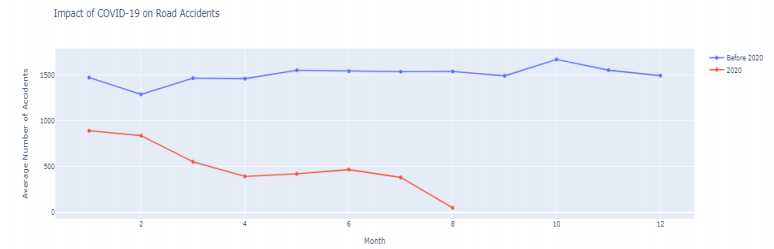 Impact of COVID-19 on Road Accidents
Before 2020
2020
Average Number of Accidents
1500
1000
500
0
2
4
6
8
10
12
Month